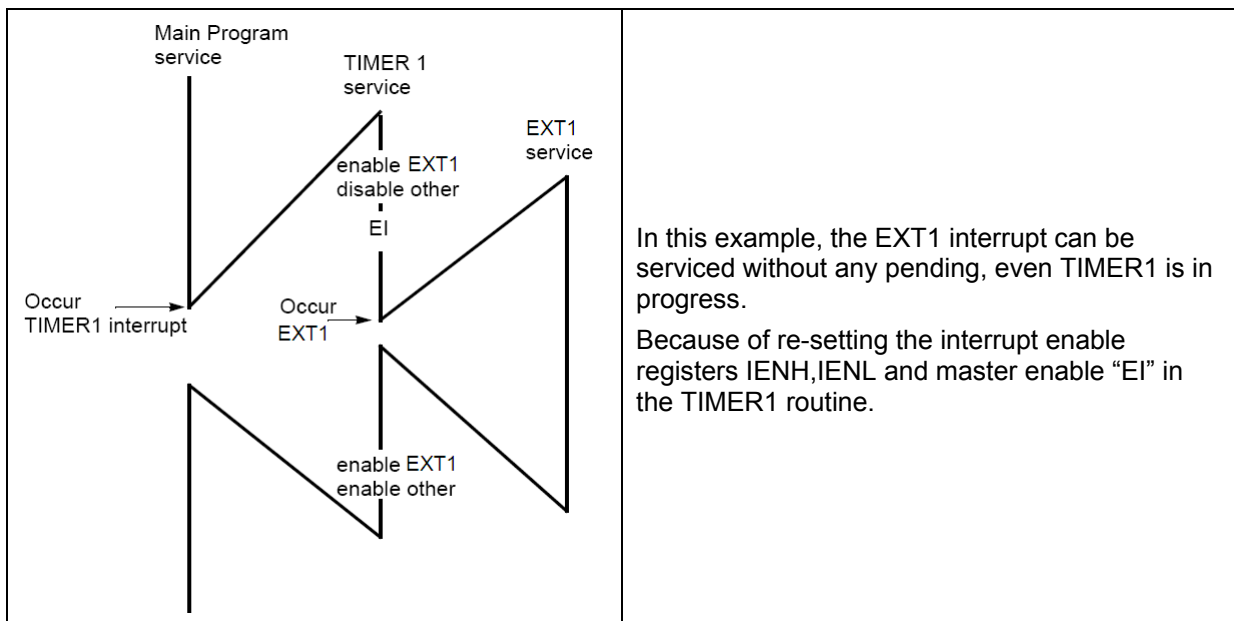 Main Program
service
TIMER 1
service
EXT1
service
enable EXT1
disable other
EI
Occur
TIMER1 interrupt
Occur
EXT1
enable EXT1
enable other
In this example, the EXT1 interrupt can be
serviced without any pending, even TIMER1 is in
progress.
Because of re-setting the interrupt enable
registers IENH,IENL and master enable “EI” in
the TIMER1 routine.